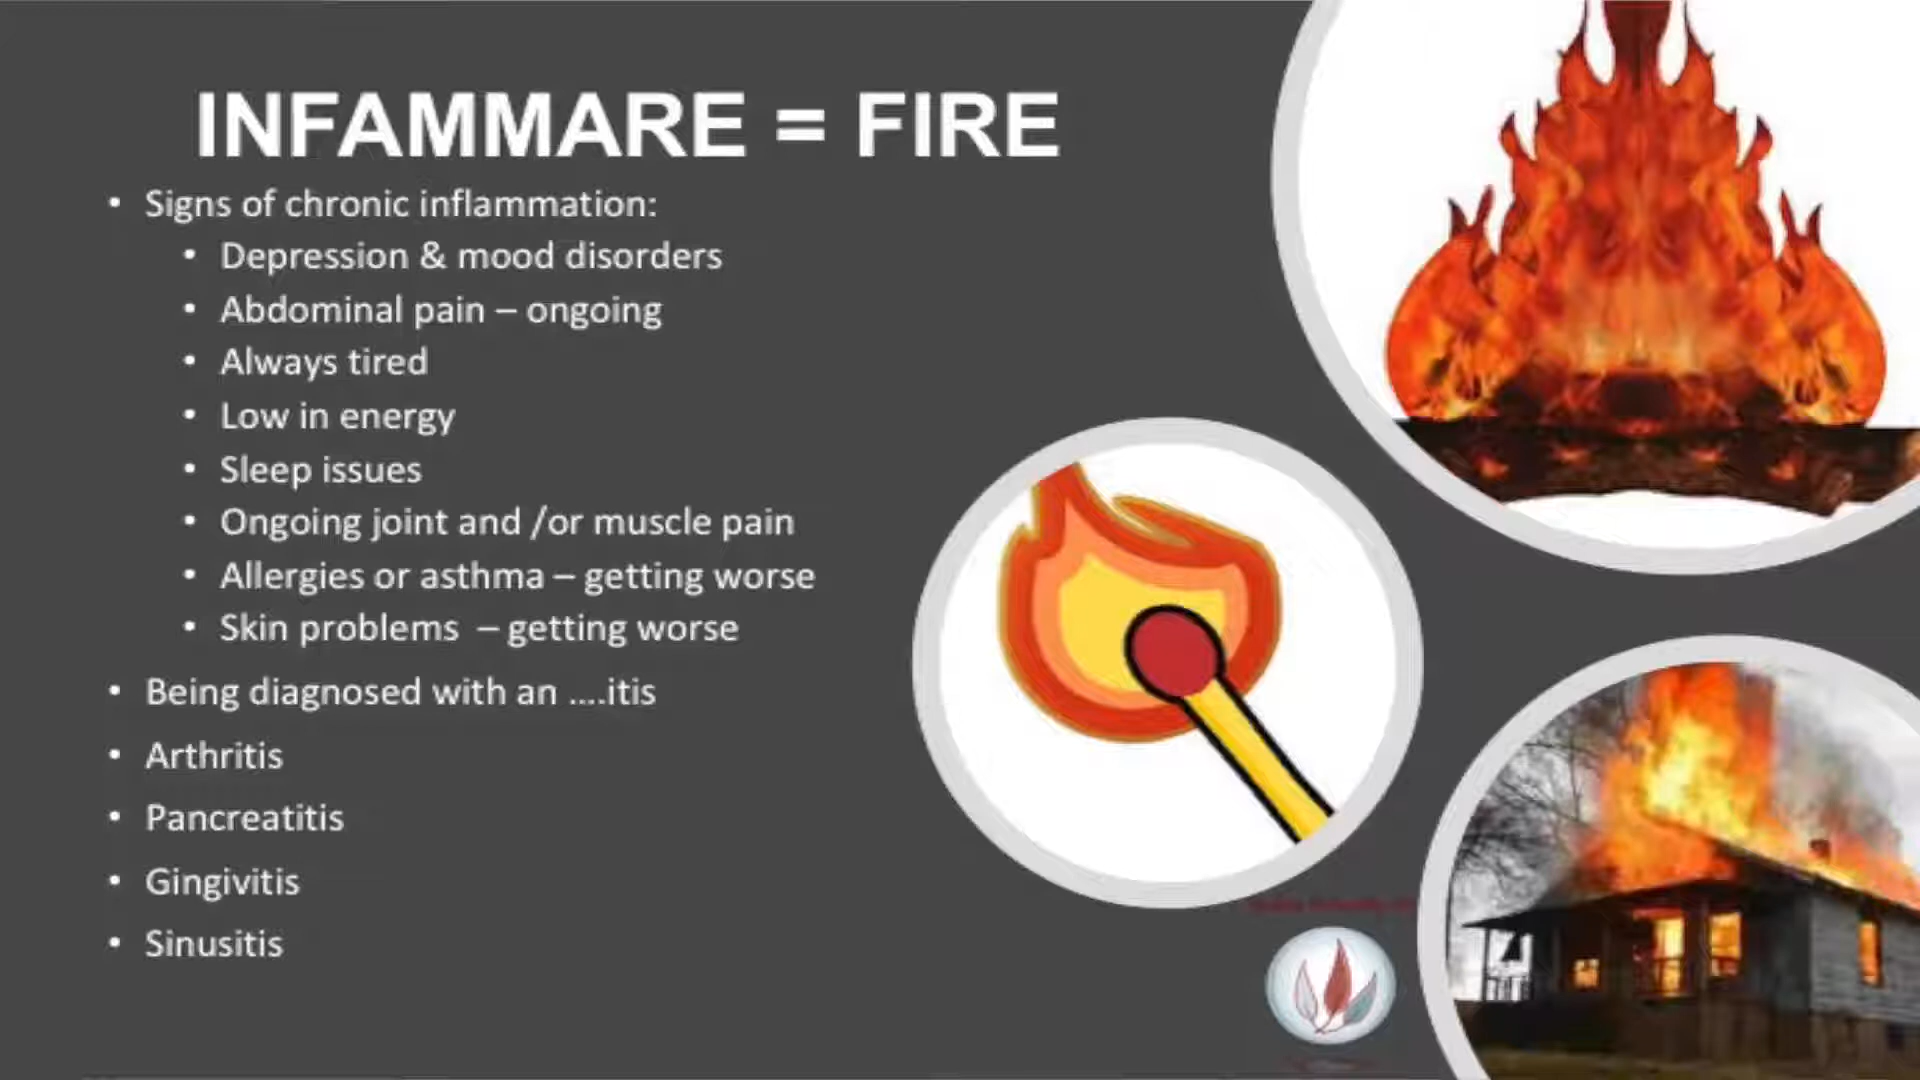 INFAMMARE = FIRE
• Signs of chronic inflammation:
• Depression & mood disorders
• Abdominal pain – ongoing
• Always tired
• Low in energy
• Sleep issues
• Ongoing joint and /or muscle pain
• Allergies or asthma – getting worse
• Skin problems – getting worse
• Being diagnosed with an ....itis
• Arthritis
• Pancreatitis
• Gingivitis
• Sinusitis